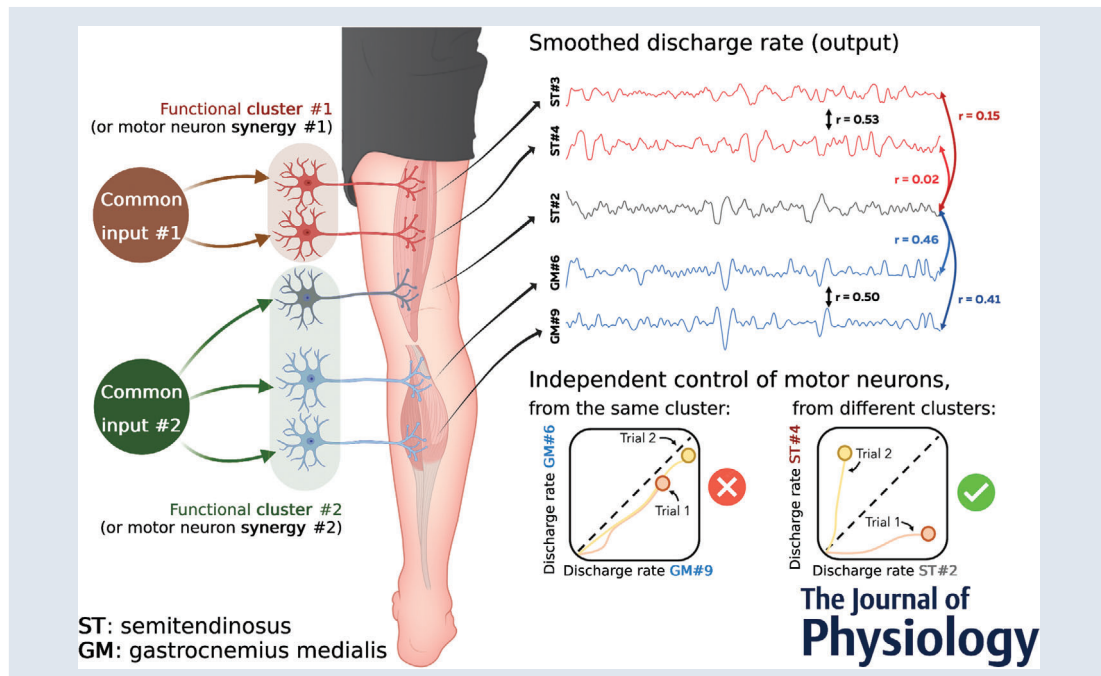 Smoothed discharge rate (output)
Functional cluster #1
(or motor neuron synergy #1)
Common
input #1
Common
input #2
Functional cluster #2
(or motor neuron synergy #2)
ST#3
ST#4
ST#2
GM#6
GM#9
r = 0.53
r = 0.15
r = 0.02
r = 0.46
r = 0.50
r = 0.41
Independent control of motor neurons,
from the same cluster:
Discharge rate GM#6
Trial 2
Trial 1
Discharge rate GM#9
from different clusters:
Discharge rate ST#4
Trial 2
Trial 1
Discharge rate ST#2
ST: semitendinosus
GM: gastrocnemius medialis
The Journal of
Physiology